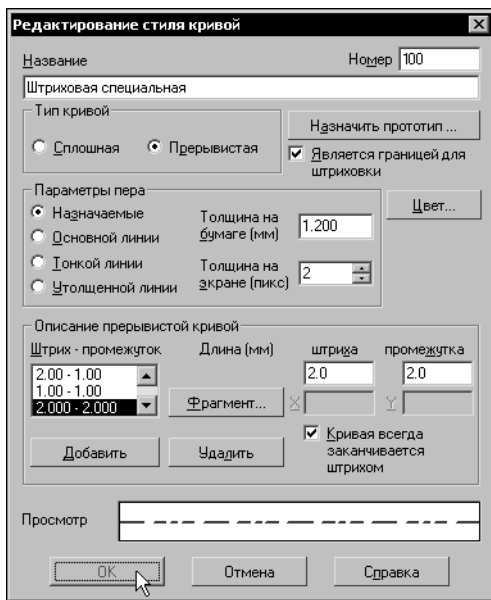 Редактирование стиля кривой
Название
Номер 100
Штриховая специальная
Тип кривой
Сплошная Прерывистая
Назначить прототип ...
Является границей для
штриховки
Параметры пера
Назначаемые
Основной линии
Тонкой линии
Утолщенной линии
Толщина на
бумаге (мм) 1.200
Толщина на
экране (пикс) 2
Цвет...
Описание прерывистой кривой
Штрих - промежуток Длина (мм) штриха промежутка
2.00 - 1.00
1.00 - 1.00
2.000 - 2.000
Фрагмент...
2.0 2.0
X Y
Добавить Удалить
Кривая всегда
заканчивается
штрихом
Просмотр
OK Отмена Справка